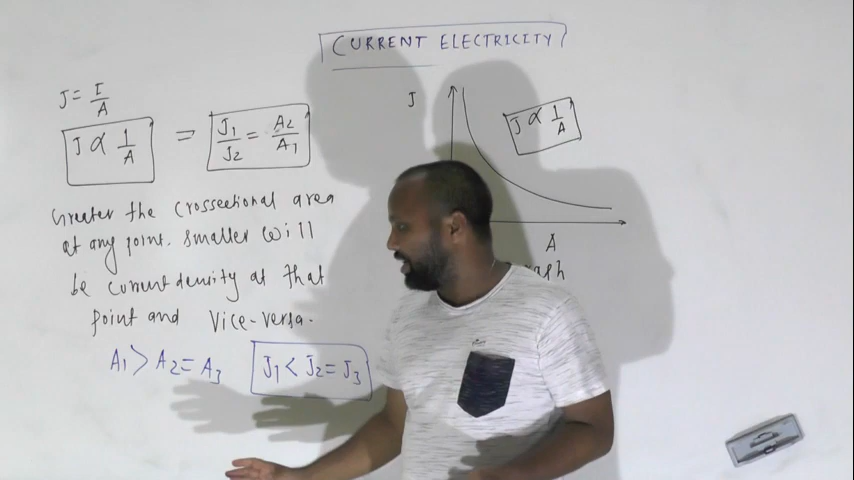 CURRENT ELECTRICITY
J = I/A
J ∝ 1/A = J1/J2 = A2/A1
Greater the crossectional area
at any point. smaller will
be current density at that
point and Vice-versa.
A1 > A2 = A3 J1 < J2 = J3
J
J ∝ 1/A
A